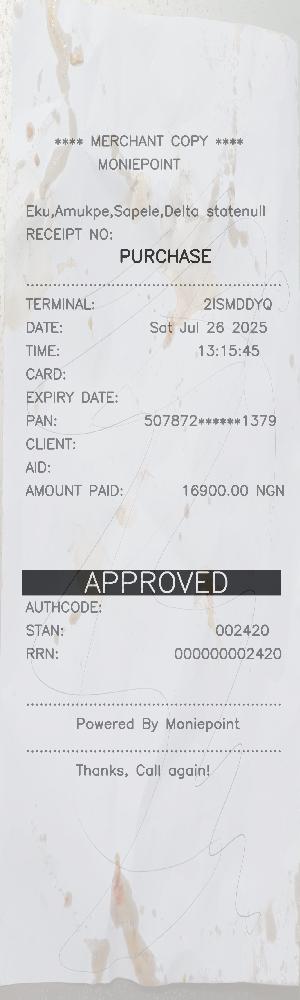 **** MERCHANT COPY ****
MONIEPOINT
Eku,Amukpe,Sapele,Delta statenull
RECEIPT NO:
PURCHASE
TERMINAL: 2ISMDDYQ
DATE: Sat Jul 26 2025
TIME: 13:15:45
CARD:
EXPIRY DATE:
PAN: 507872******1379
CLIENT:
AID:
AMOUNT PAID: 16900.00 NGN
APPROVED
AUTHCODE:
STAN: 002420
RRN: 000000002420
Powered By Moniepoint
Thanks, Call again!